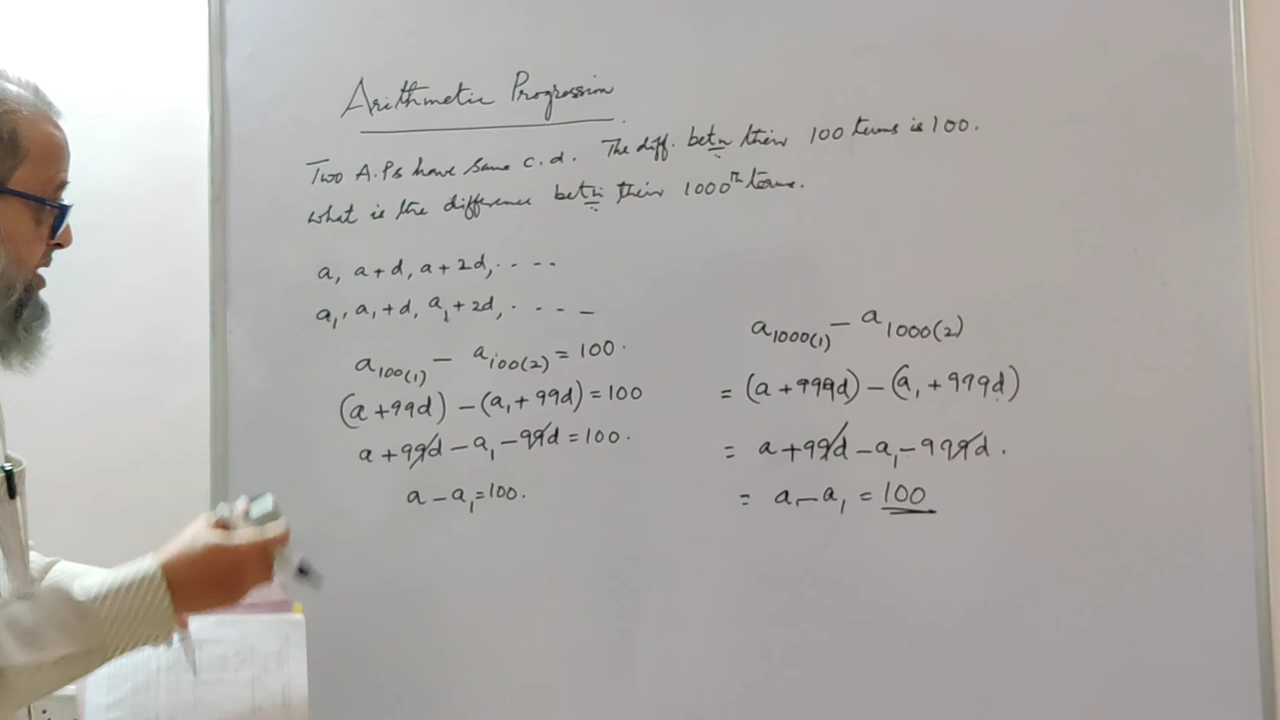 Arithmetic Progression
Two A.Ps have same c.d. The diff. betn their 100 terms is 100.
what is the difference betn their 1000th terms.
a, a+d, a+2d, ....
a₁, a₁+d, a₁+2d, ....
a₁₀₀₍₁₎ − a₁₀₀₍₂₎ = 100.
(a+99d) − (a₁+99d) = 100
a+99d − a₁ − 99d = 100.
a − a₁ = 100.
a₁₀₀₀₍₁₎ − a₁₀₀₀₍₂₎
= (a+999d) − (a₁+999d)
= a+99d − a₁ − 999d.
= a − a₁ = 100